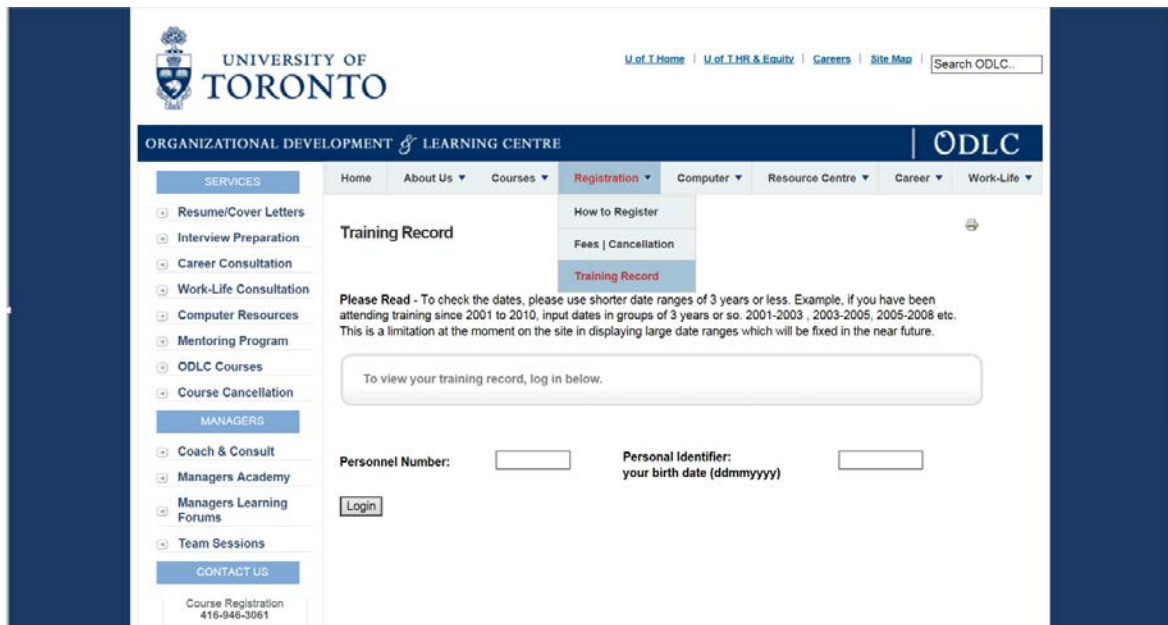 UNIVERSITY OF
TORONTO
U of T Home | U of T HR & Equity | Careers | Site Map |
Search ODLC..
ORGANIZATIONAL DEVELOPMENT & LEARNING CENTRE
| ODLC
SERVICES
Resume/Cover Letters
Interview Preparation
Career Consultation
Work-Life Consultation
Computer Resources
Mentoring Program
ODLC Courses
Course Cancellation
MANAGERS
Coach & Consult
Managers Academy
Managers Learning
Forums
Team Sessions
CONTACT US
Course Registration
416-946-3061
Home About Us Courses Registration Computer Resource Centre Career Work-Life
How to Register
Fees | Cancellation
Training Record
Training Record
Please Read - To check the dates, please use shorter date ranges of 3 years or less. Example, if you have been
attending training since 2001 to 2010, input dates in groups of 3 years or so. 2001-2003 , 2003-2005, 2005-2008 etc.
This is a limitation at the moment on the site in displaying large date ranges which will be fixed in the near future.
To view your training record, log in below.
Personnel Number:
Personal Identifier:
your birth date (ddmmyyyy)
Login